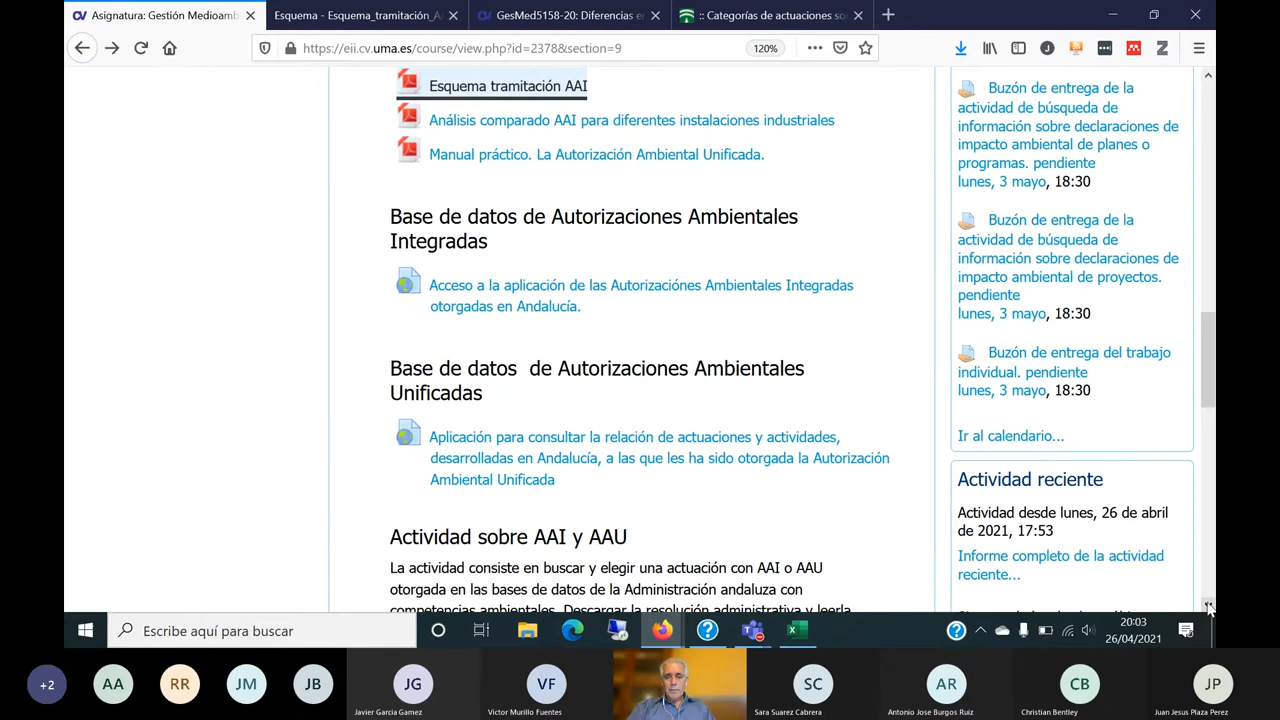 Asignatura: Gestión Medioamb
Esquema - Esquema_tramitación_A
GesMed5158-20: Diferencias e
:: Categorías de actuaciones so
https://eii.cv.uma.es/course/view.php?id=2378&section=9
120%
Esquema tramitación AAI
Análisis comparado AAI para diferentes instalaciones industriales
Manual práctico. La Autorización Ambiental Unificada.
Base de datos de Autorizaciones Ambientales
Integradas
Acceso a la aplicación de las Autorizaciónes Ambientales Integradas
otorgadas en Andalucía.
Base de datos de Autorizaciones Ambientales
Unificadas
Aplicación para consultar la relación de actuaciones y actividades,
desarrolladas en Andalucía, a las que les ha sido otorgada la Autorización
Ambiental Unificada
Actividad sobre AAI y AAU
La actividad consiste en buscar y elegir una actuación con AAI o AAU
otorgada en las bases de datos de la Administración andaluza con
competencias ambientales. Descargar la resolución administrativa y leerla
Buzón de entrega de la
actividad de búsqueda de
información sobre declaraciones de
impacto ambiental de planes o
programas. pendiente
lunes, 3 mayo, 18:30
Buzón de entrega de la
actividad de búsqueda de
información sobre declaraciones de
impacto ambiental de proyectos.
pendiente
lunes, 3 mayo, 18:30
Buzón de entrega del trabajo
individual. pendiente
lunes, 3 mayo, 18:30
Ir al calendario...
Actividad reciente
Actividad desde lunes, 26 de abril
de 2021, 17:53
Informe completo de la actividad
reciente...
Escribe aquí para buscar
20:03
26/04/2021
+2
AA
RR
JM
JB
JG
Javier Garcia Gamez
VF
Victor Murillo Fuentes
SC
Sara Suarez Cabrera
AR
Antonio Jose Burgos Ruiz
CB
Christian Bentley
JP
Juan Jesus Plaza Perez